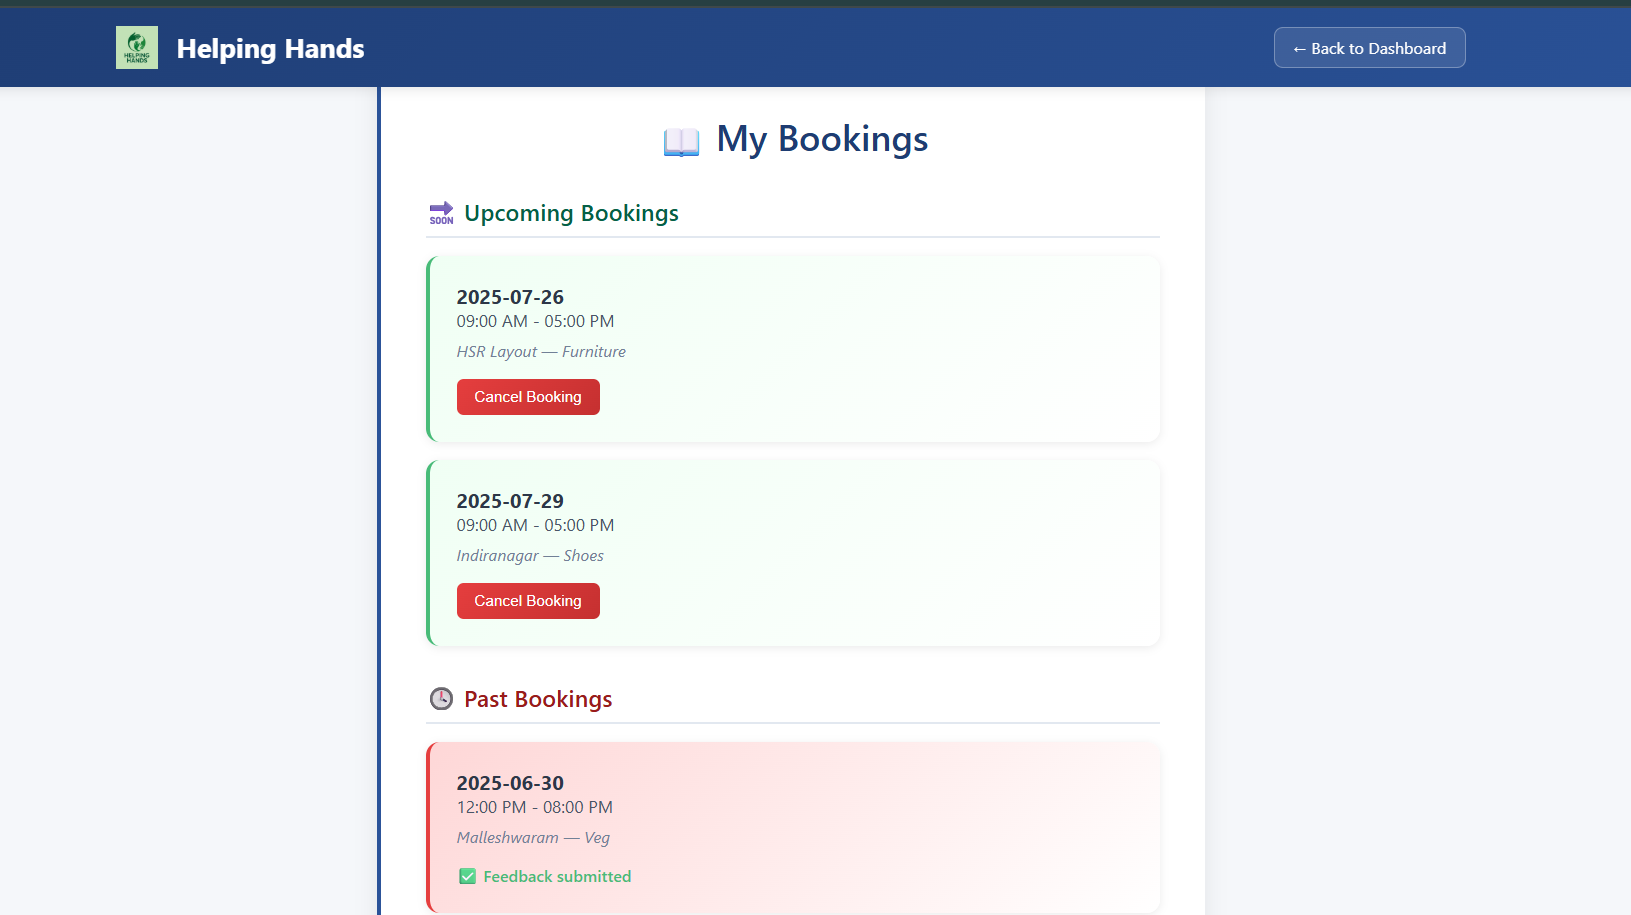 HELPING
HANDS
Helping Hands
← Back to Dashboard
My Bookings
SOON
Upcoming Bookings
2025-07-26
09:00 AM - 05:00 PM
HSR Layout — Furniture
Cancel Booking
2025-07-29
09:00 AM - 05:00 PM
Indiranagar — Shoes
Cancel Booking
Past Bookings
2025-06-30
12:00 PM - 08:00 PM
Malleshwaram — Veg
Feedback submitted